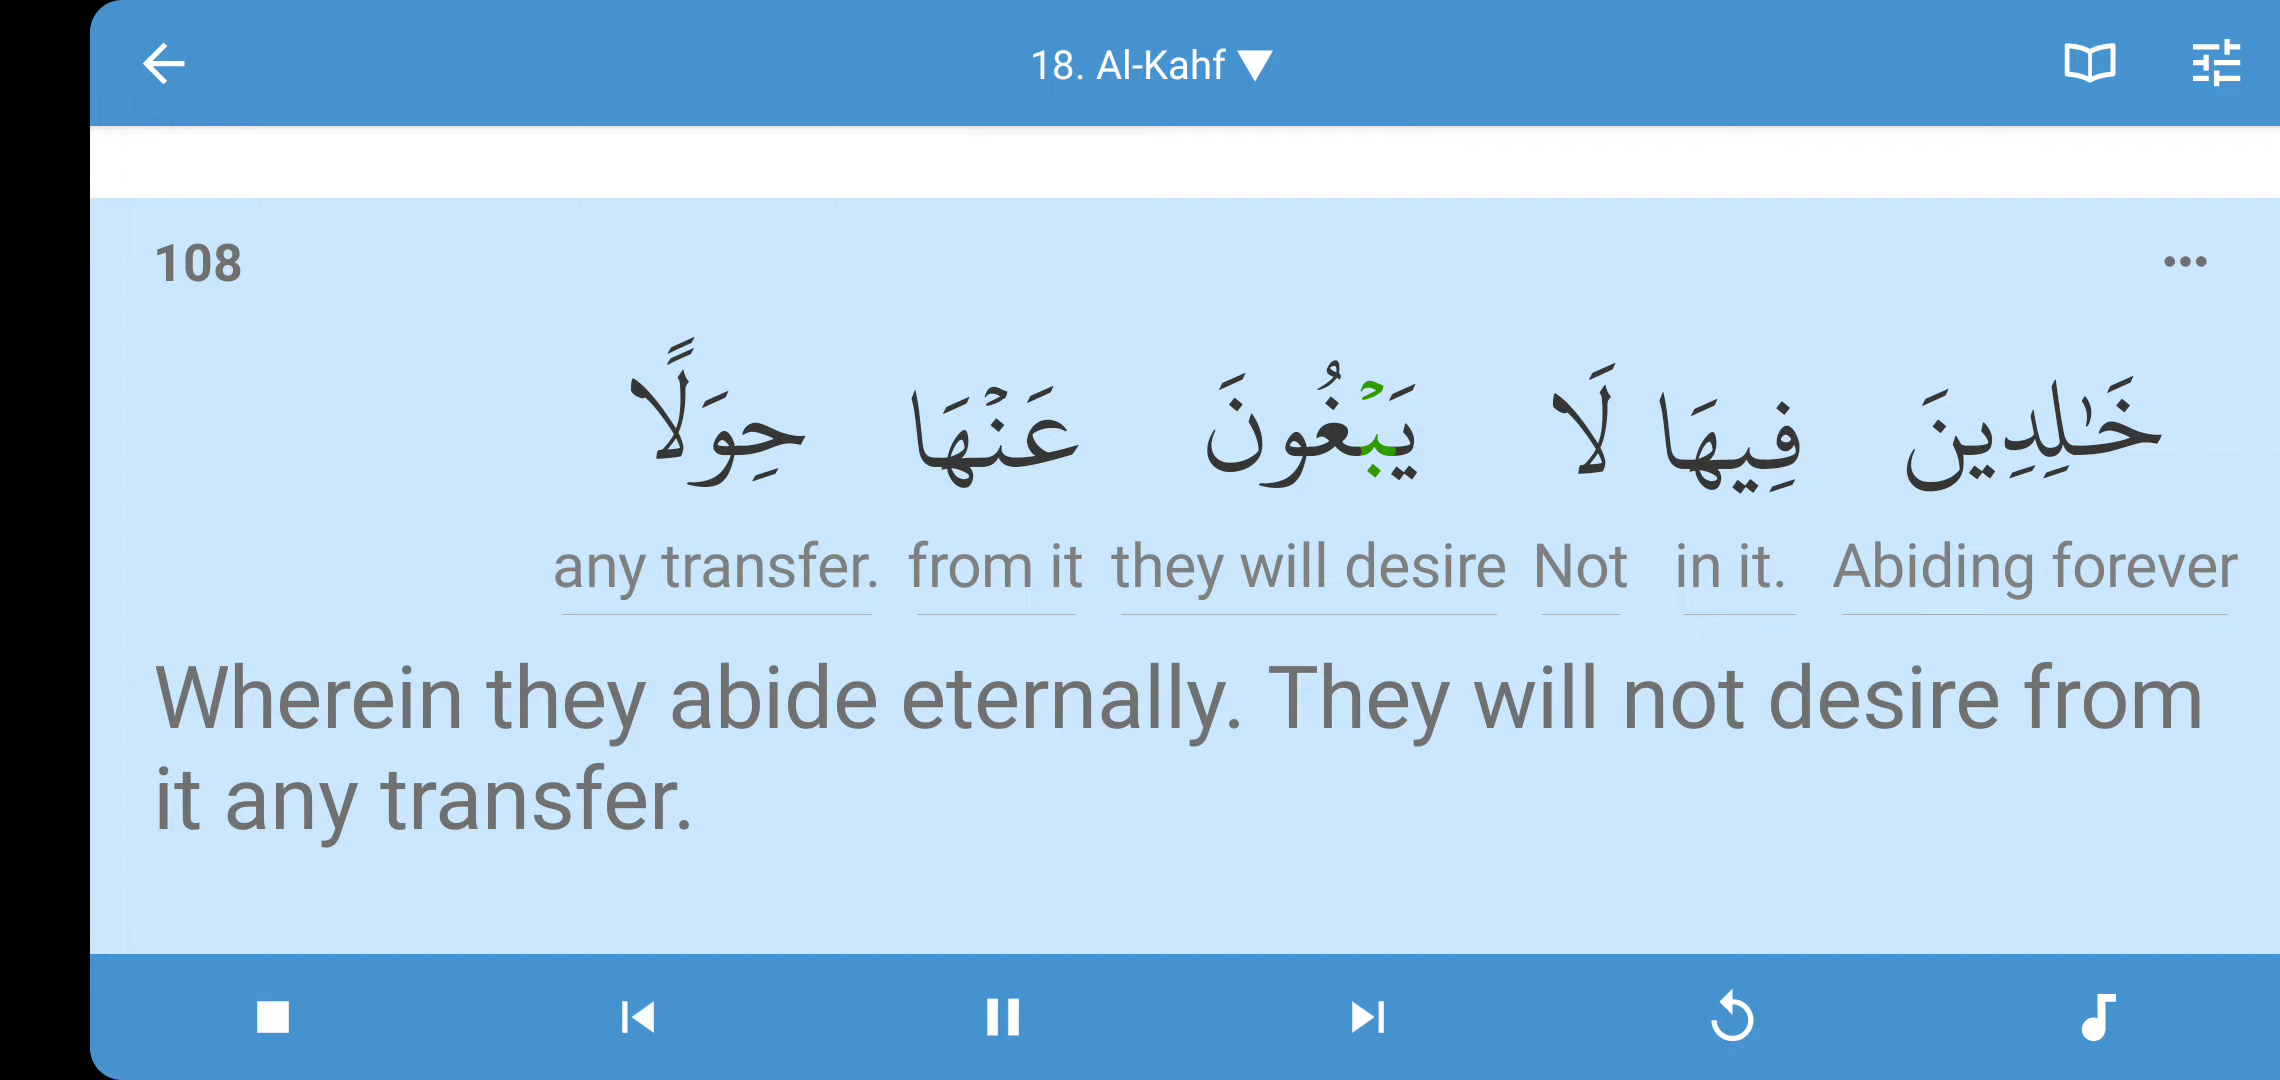 18. Al-Kahf
108
خَـٰلِدِينَ فِيهَا لَا يَبۡغُونَ عَنۡهَا حِوَلًا
any transfer. from it they will desire Not in it. Abiding forever
Wherein they abide eternally. They will not desire from
it any transfer.